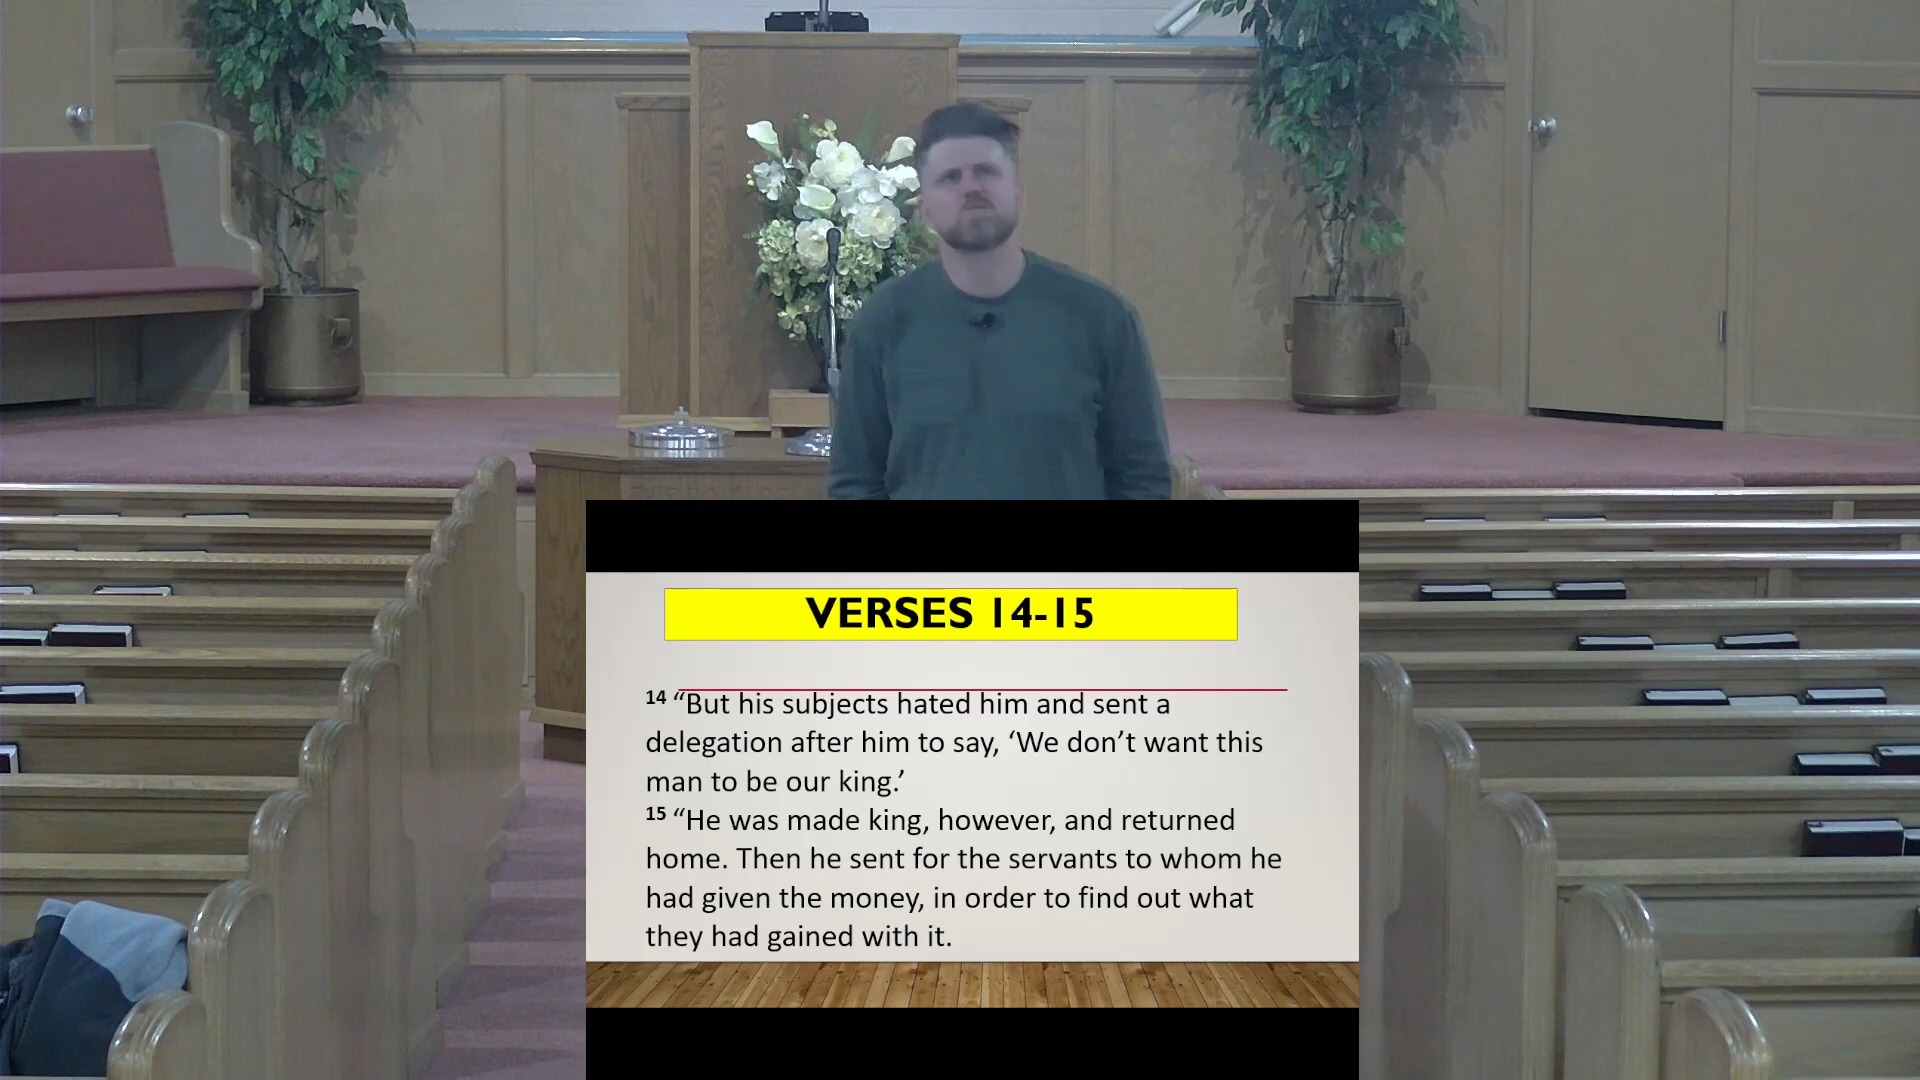 VERSES 14-15
14 “But his subjects hated him and sent a
delegation after him to say, ‘We don’t want this
man to be our king.’
15 “He was made king, however, and returned
home. Then he sent for the servants to whom he
had given the money, in order to find out what
they had gained with it.